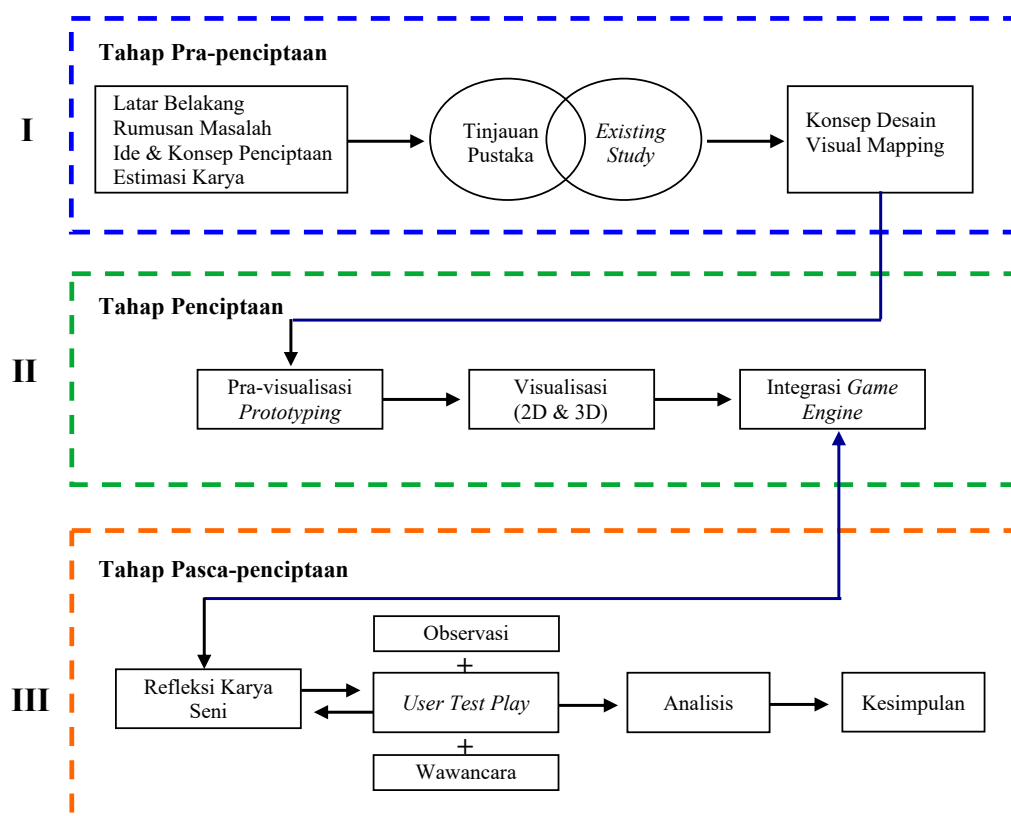 I
Tahap Pra-penciptaan
Latar Belakang
Rumusan Masalah
Ide & Konsep Penciptaan
Estimasi Karya
Tinjauan
Pustaka
Existing
Study
Konsep Desain
Visual Mapping
II
Tahap Penciptaan
Pra-visualisasi
Prototyping
Visualisasi
(2D & 3D)
Integrasi Game
Engine
III
Tahap Pasca-penciptaan
Refleksi Karya
Seni
Observasi
+
User Test Play
+
Wawancara
Analisis
Kesimpulan